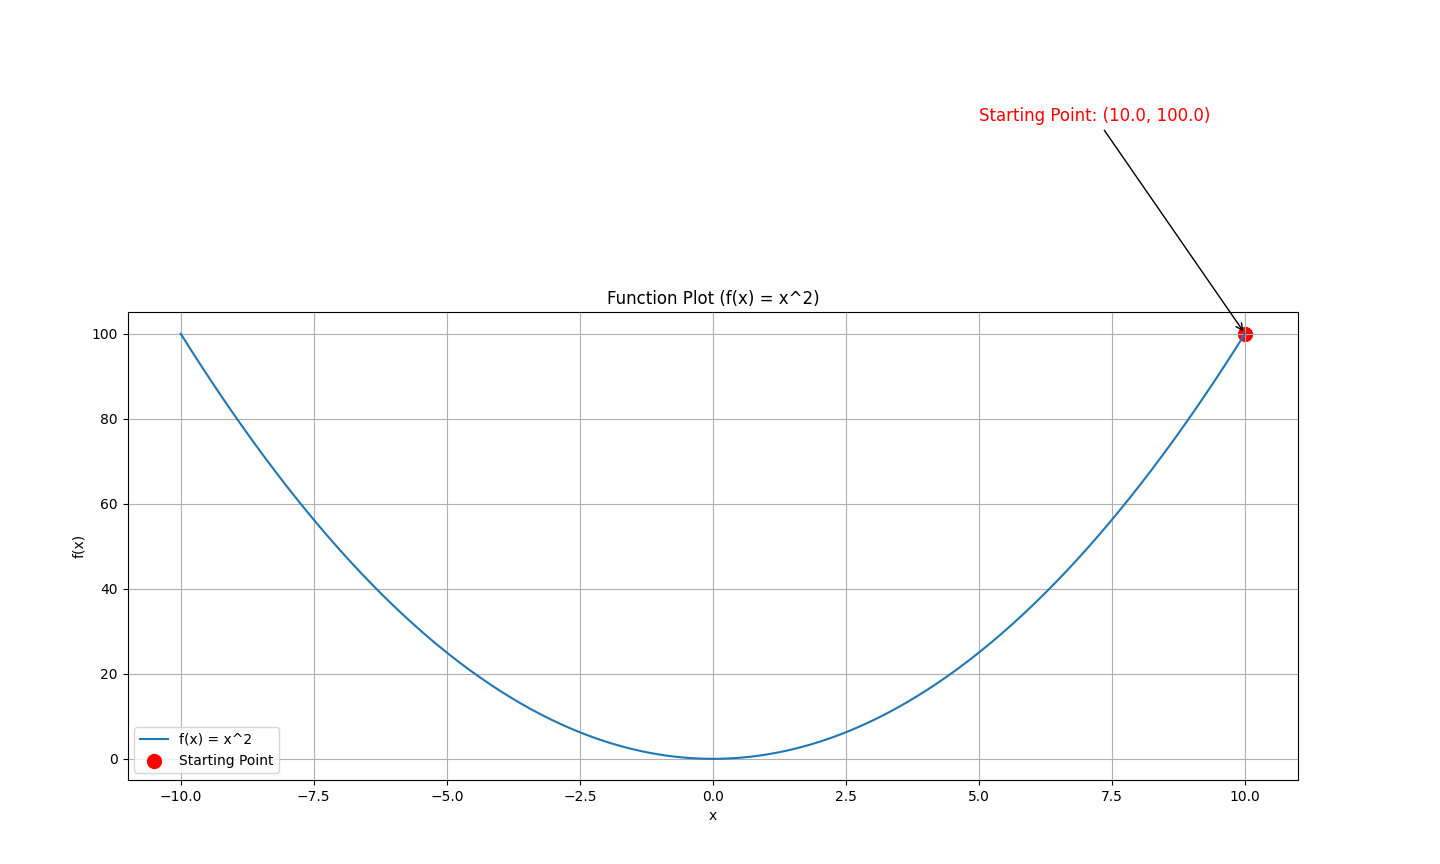 Starting Point: (10.0, 100.0)
Function Plot (f(x) = x^2)
100
80
60
40
20
0
f(x)
f(x) = x^2
Starting Point
−10.0 −7.5 −5.0 −2.5 0.0 2.5 5.0 7.5 10.0
x